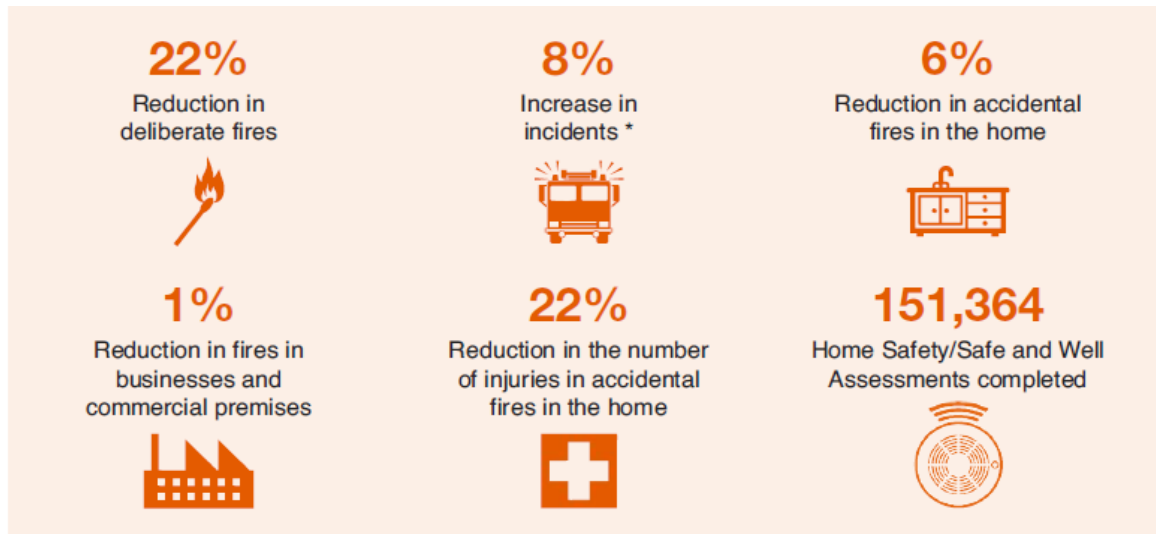 22%
Reduction in
deliberate fires
8%
Increase in
incidents *
6%
Reduction in accidental
fires in the home
1%
Reduction in fires in
businesses and
commercial premises
22%
Reduction in the number
of injuries in accidental
fires in the home
151,364
Home Safety/Safe and Well
Assessments completed